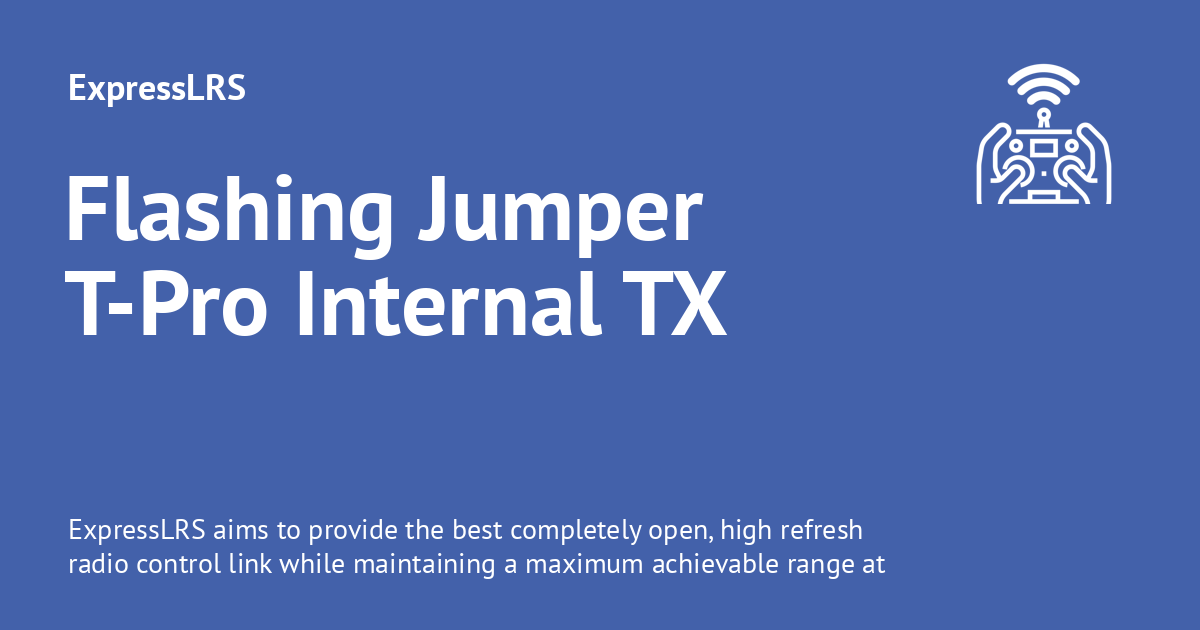 ExpressLRS
Flashing Jumper
T-Pro Internal TX
ExpressLRS aims to provide the best completely open, high refresh
radio control link while maintaining a maximum achievable range at